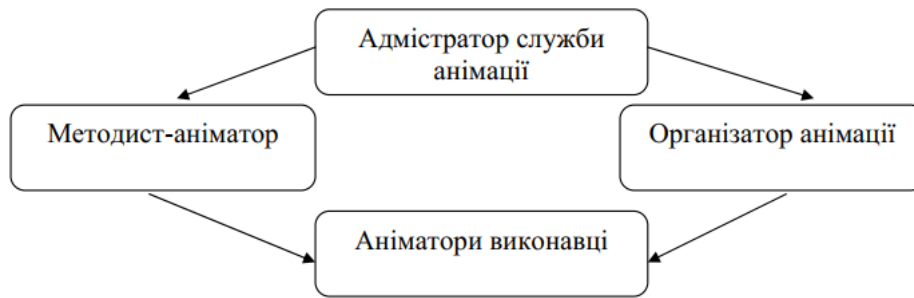 Адмістратор служби
анімації
Методист-аніматор
Організатор анімації
Аніматори виконавці